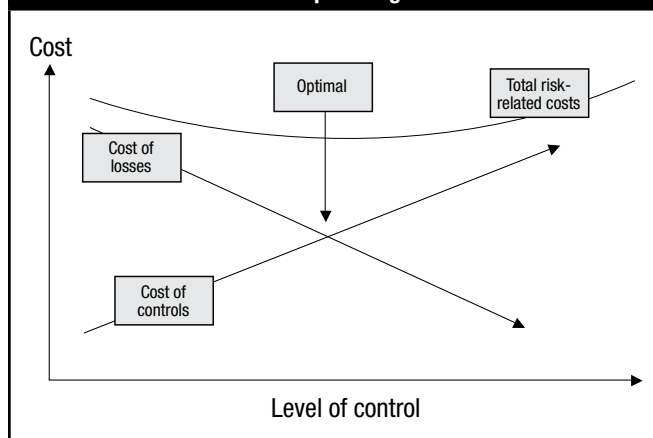 Cost
Optimal
Total risk-
related costs
Cost of
losses
Cost of
controls
Level of control